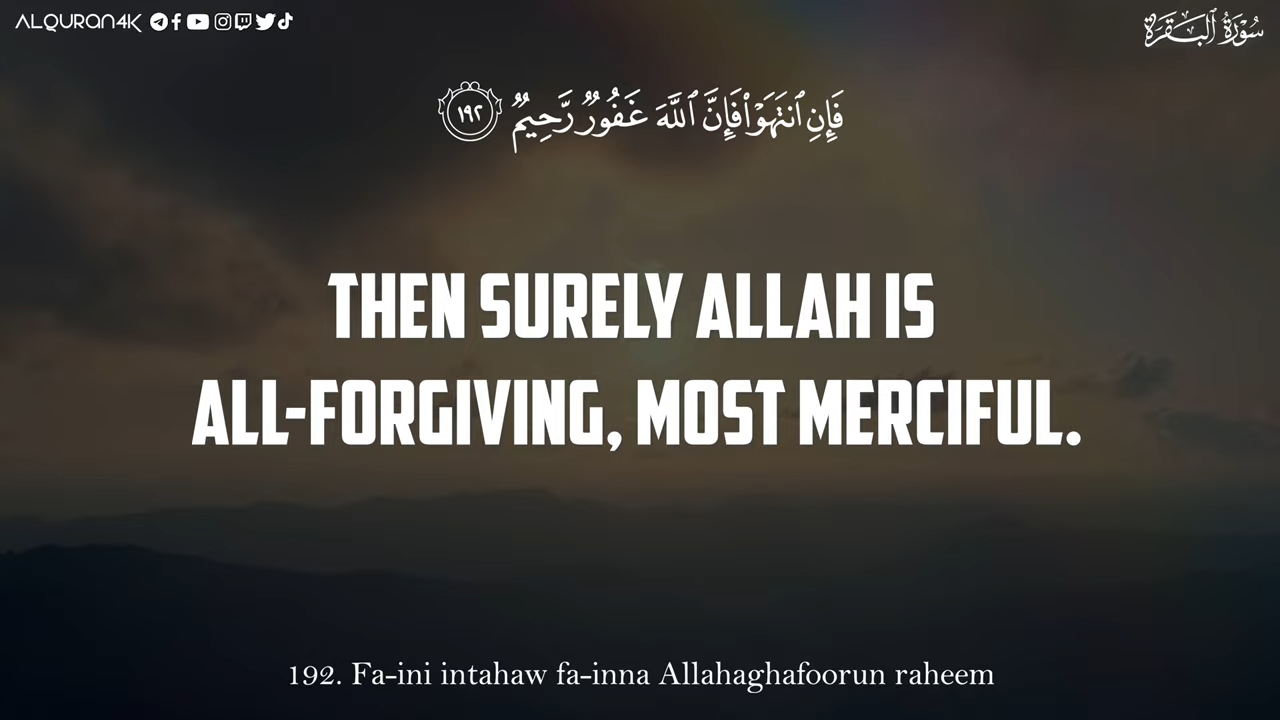 ALQURAN4K
سُورَةُ ٱلْبَقَرَةِ
فَإِنِ ٱنتَهَوْا۟ فَإِنَّ ٱللَّهَ غَفُورٌ رَّحِيمٌ ١٩٢
THEN SURELY ALLAH IS
ALL-FORGIVING, MOST MERCIFUL.
192. Fa-ini intahaw fa-inna Allahaghafoorun raheem